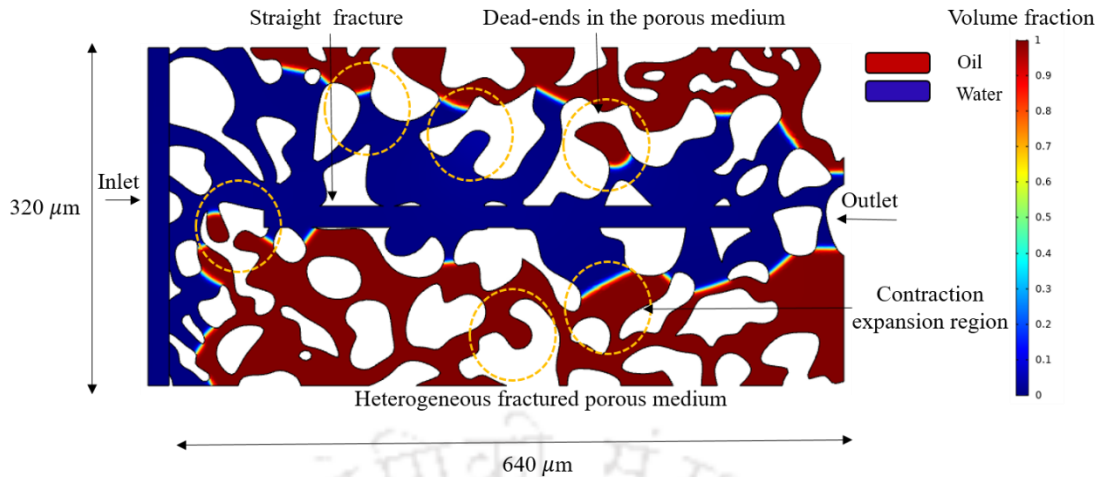 Straight fracture
Dead-ends in the porous medium
Volume fraction
Oil
Water
1
0.9
0.8
0.7
0.6
0.5
0.4
0.3
0.2
0.1
0
Inlet
320 μm
Outlet
Contraction
expansion region
Heterogeneous fractured porous medium
640 μm